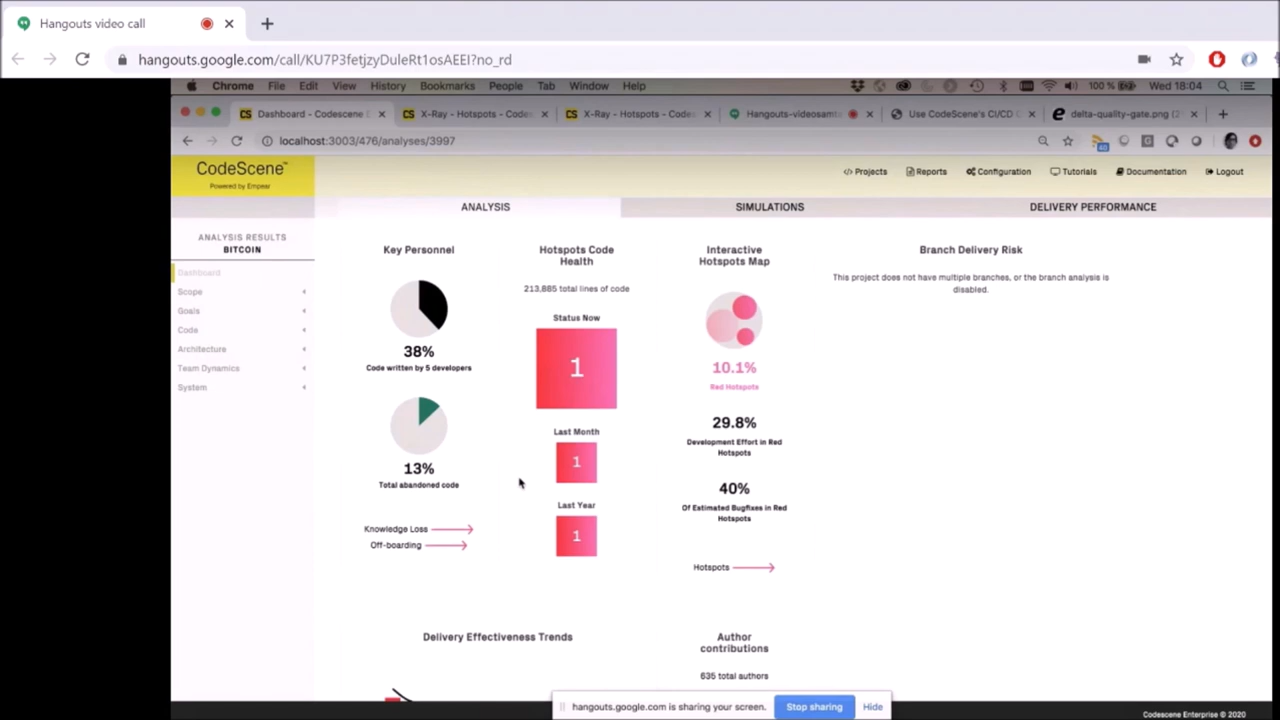 Hangouts video call
hangouts.google.com/call/KU7P3fetjzyDuleRt1osAEEI?no_rd
Chrome File Edit View History Bookmarks People Tab Window Help 100 % Wed 18:04
CS Dashboard - Codescene E CS X-Ray - Hotspots - Codes CS X-Ray - Hotspots - Codes Hangouts-videosamta Use CodeScene's CI/CD delta-quality-gate.png
localhost:3003/476/analyses/3997
CodeScene™
Powered by Empear
Projects Reports Configuration Tutorials Documentation Logout
ANALYSIS SIMULATIONS DELIVERY PERFORMANCE
ANALYSIS RESULTS
BITCOIN
Dashboard
Scope
Goals
Code
Architecture
Team Dynamics
System
Key Personnel
38%
Code written by 5 developers
13%
Total abandoned code
Knowledge Loss
Off-boarding
Hotspots Code
Health
213,885 total lines of code
Status Now
1
Last Month
1
Last Year
1
Interactive
Hotspots Map
10.1%
Red Hotspots
29.8%
Development Effort in Red
Hotspots
40%
Of Estimated Bugfixes in Red
Hotspots
Hotspots
Branch Delivery Risk
This project does not have multiple branches, or the branch analysis is
disabled.
Delivery Effectiveness Trends
Author
contributions
635 total authors
hangouts.google.com is sharing your screen. Stop sharing Hide
Codescene Enterprise © 2020